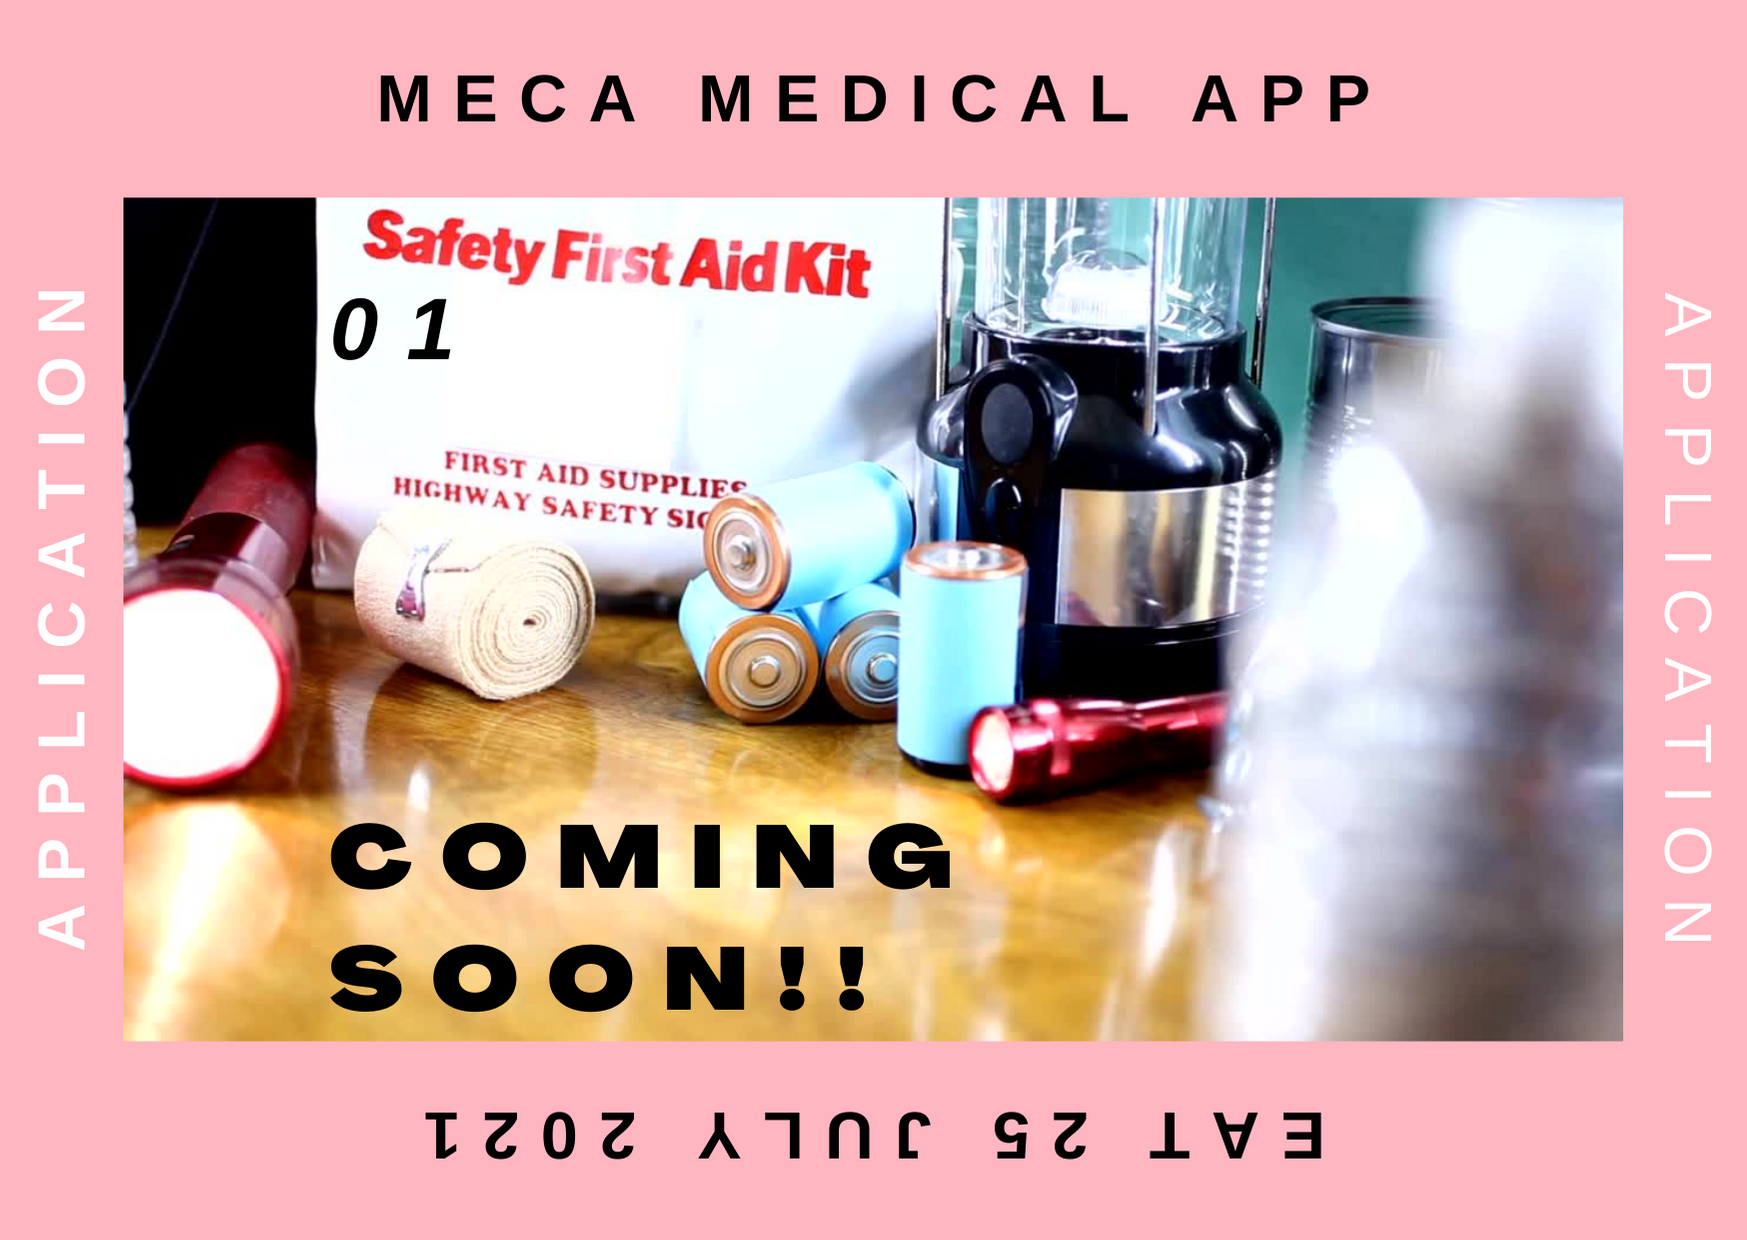 MECA MEDICAL APP
APPLICATION
Safety First Aid Kit
01
FIRST AID SUPPLIES
HIGHWAY SAFETY
COMING
SOON!!
APPLICATION
EAT 25 JULY 2021